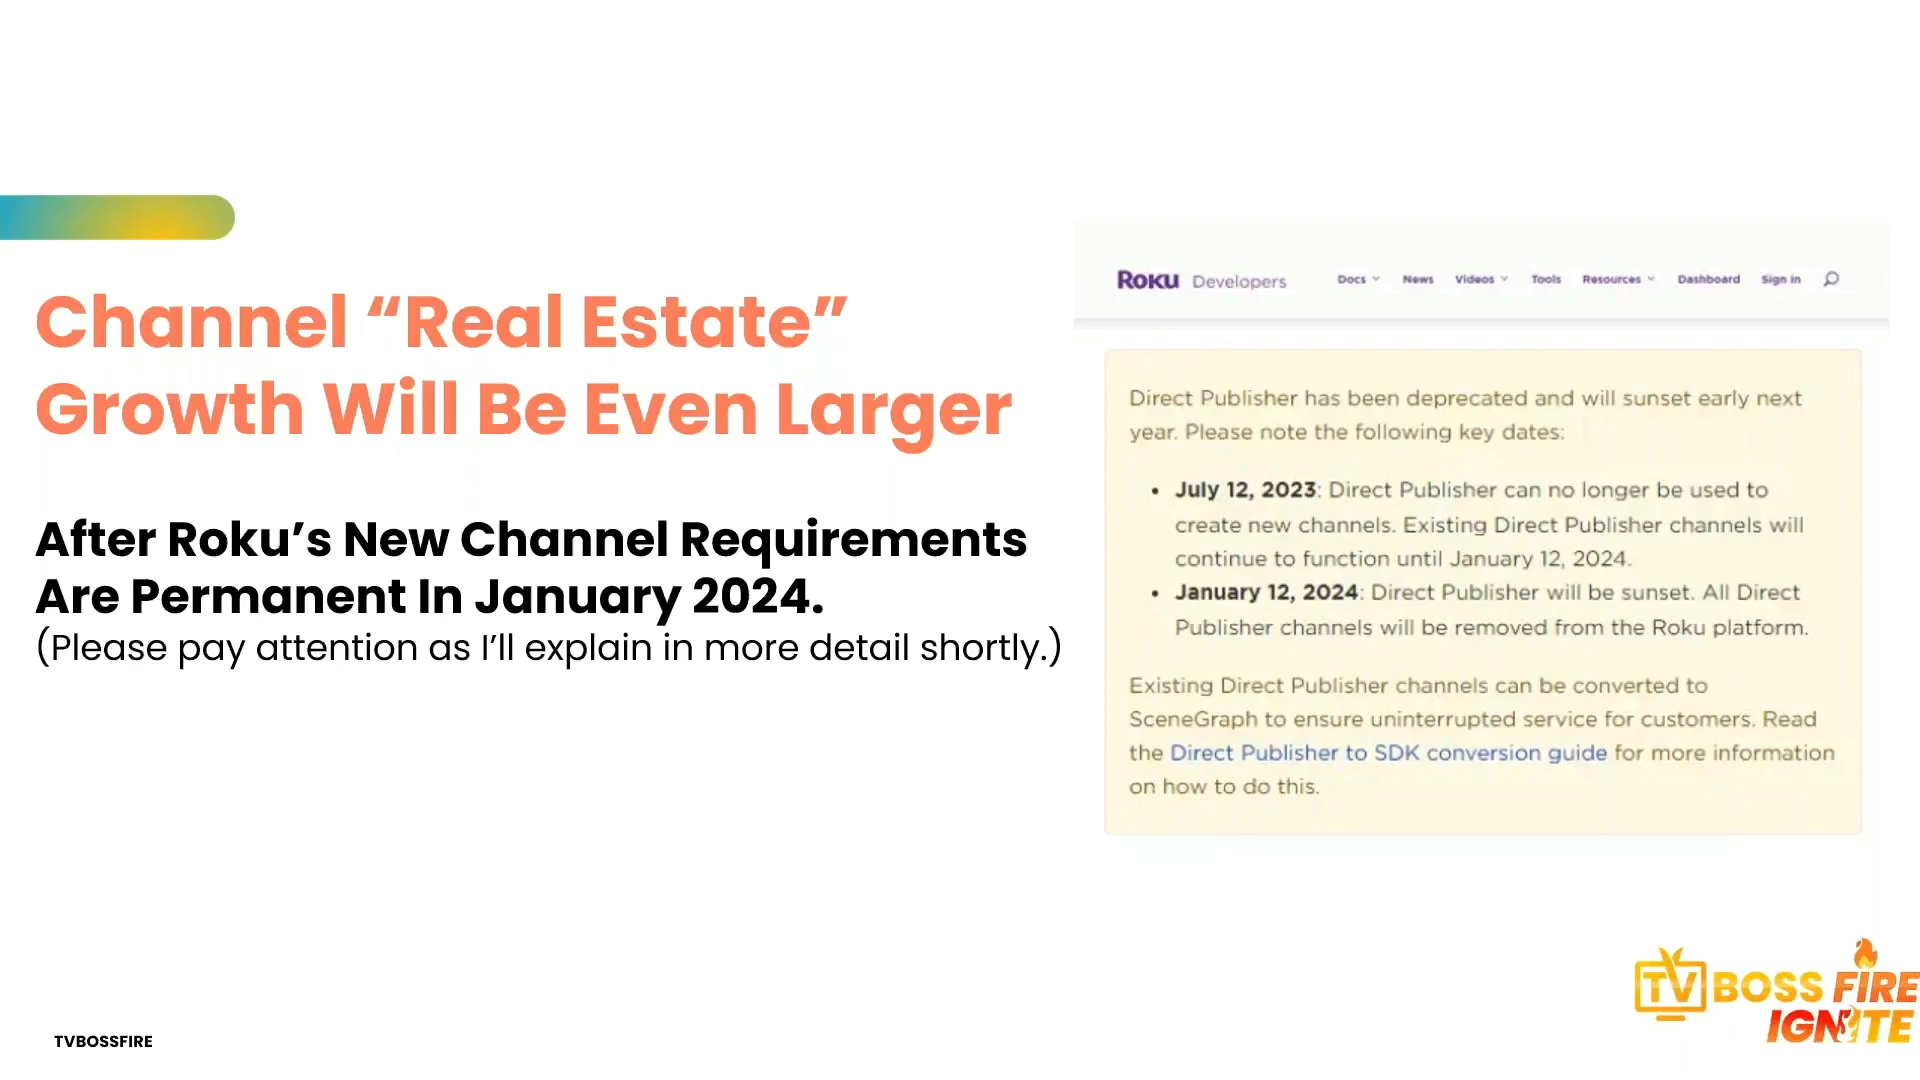 Channel “Real Estate”
Growth Will Be Even Larger
After Roku’s New Channel Requirements
Are Permanent In January 2024.
(Please pay attention as I’ll explain in more detail shortly.)
Roku Developers Docs News Videos Tools Resources Dashboard Sign in
Direct Publisher has been deprecated and will sunset early next
year. Please note the following key dates:
• July 12, 2023: Direct Publisher can no longer be used to
create new channels. Existing Direct Publisher channels will
continue to function until January 12, 2024.
• January 12, 2024: Direct Publisher will be sunset. All Direct
Publisher channels will be removed from the Roku platform.
Existing Direct Publisher channels can be converted to
SceneGraph to ensure uninterrupted service for customers. Read
the Direct Publisher to SDK conversion guide for more information
on how to do this.
TV BOSS FIRE
IGNITE
TVBOSSFIRE